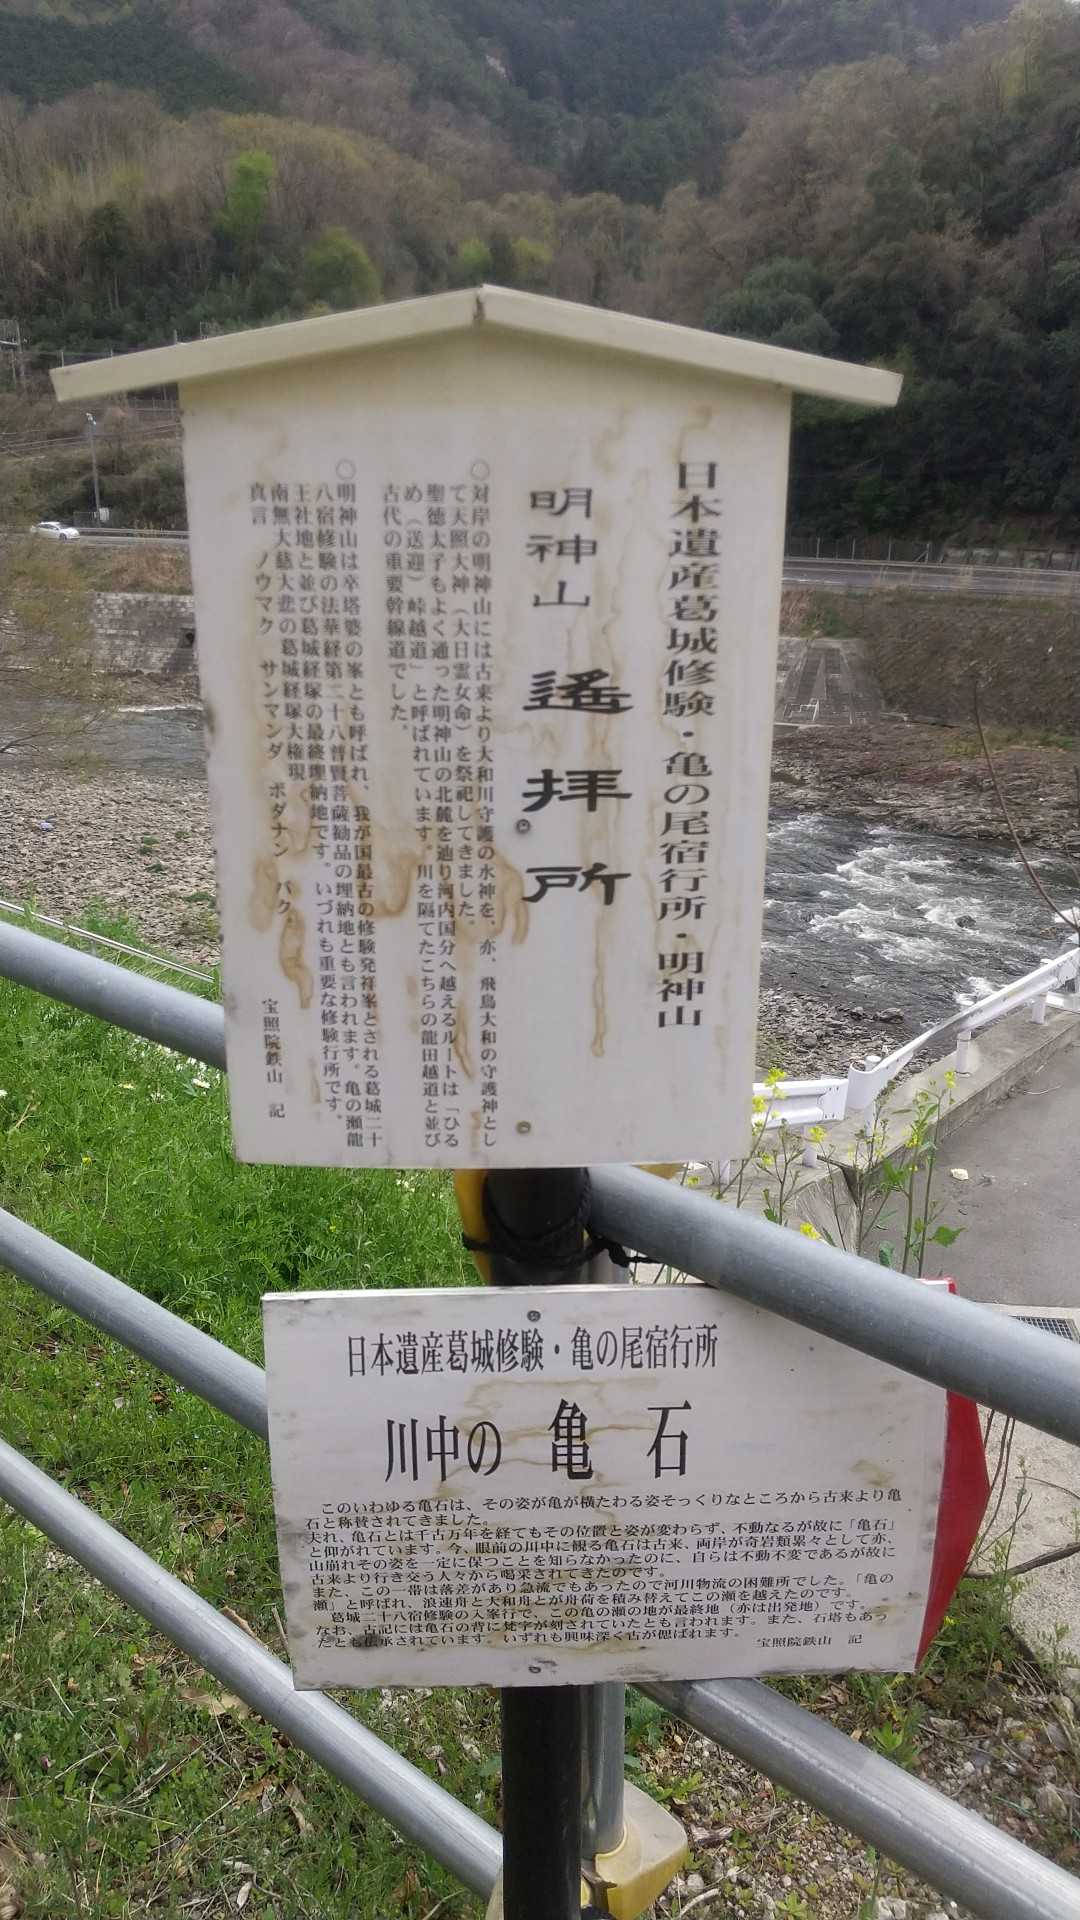 日本遺産葛城修験・亀の尾宿行所・明神山
明神山 遙拝所
〇対岸の明神山には古来より大和川守護の水神を、亦、飛鳥大和の守護神とし
て天照大神（大日霊女命）を祭祀してきました。
聖徳太子もよく通った明神山の北麓を辿り河内国分へ越えるルートは「ひる
め（送迎）峠越道」と呼ばれています。川を隔てたこちらの龍田越道と並び
古代の重要幹線道でした。
〇明神山は卒塔婆の峯とも呼ばれ、我が国最古の修験発祥峯とされる葛城二十
八宿修験の法華経第二十八普賢菩薩勧品の埋納地とも言われます。亀の瀬龍
王社地と並び葛城経塚の最終埋納地です。いづれも重要な修験行所です。
南無大慈大悲の葛城経塚大権現
真言 ノウマク サンマンダ ボダナン バク
宝照院鉄山 記
日本遺産葛城修験・亀の尾宿行所
川中の 亀 石
このいわゆる亀石は、その姿が亀が横たわる姿そっくりなところから古来より亀
石と称賛されてきました。
夫れ、亀石とは千古万年を経てもその位置と姿が変わらず、不動なるが故に「亀石」
と仰がれています。今、眼前の川中に観る亀石は古来、両岸が奇岩類累々として亦、
山崩れその姿を一定に保つことを知らなかったのに、自らは不動不変であるが故に
古来より行き交う人々から喝采されてきたのです。
また、この一帯は落差があり急流でもあったので河川物流の困難所でした。「亀の
瀬」と呼ばれ、浪速舟と大和舟とが舟荷を積み替えてこの瀬を越えたのです。
葛城二十八宿修験の入峯行で、この亀の瀬の地が最終地（亦は出発地）です。
なお、古記には亀石の背に梵字が刻されていたとも言われます。また、石塔もあっ
たとも伝承されています。いずれも興味深く古が偲ばれます。
宝照院鉄山 記